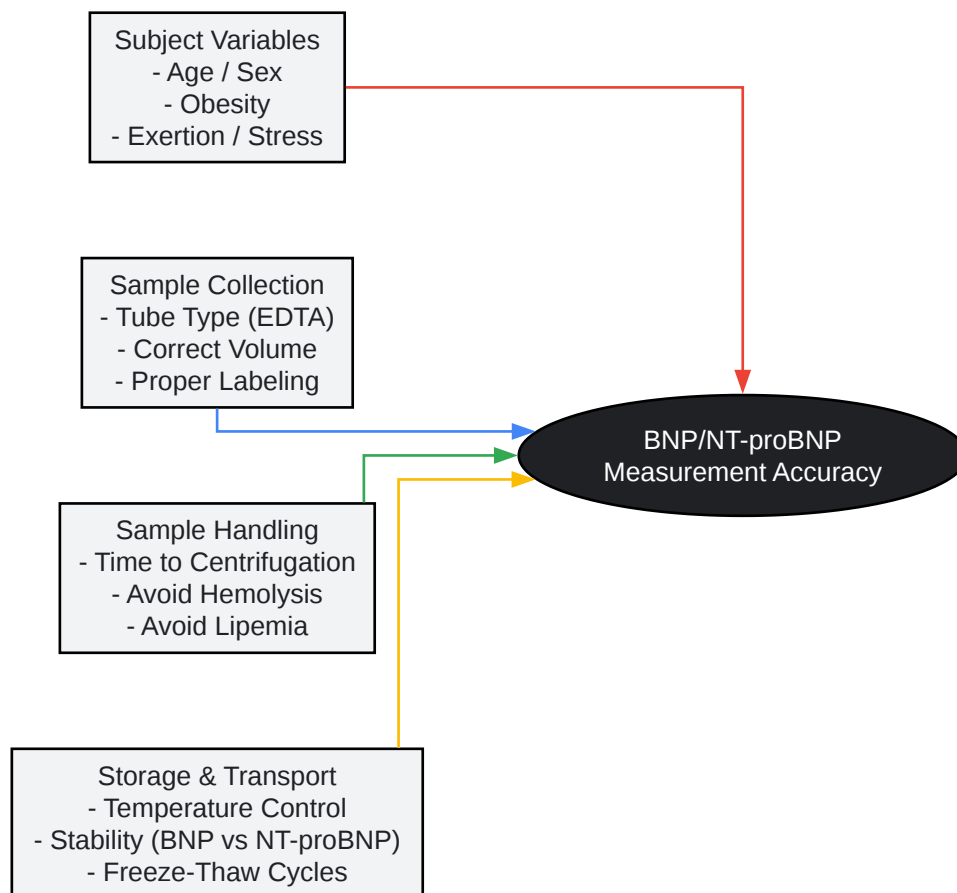 Subject Variables
- Age / Sex
- Obesity
- Exertion / Stress
Sample Collection
- Tube Type (EDTA)
- Correct Volume
- Proper Labeling
BNP/NT-proBNP
Measurement Accuracy
Sample Handling
- Time to Centrifugation
- Avoid Hemolysis
- Avoid Lipemia
Storage & Transport
- Temperature Control
- Stability (BNP vs NT-proBNP)
- Freeze-Thaw Cycles